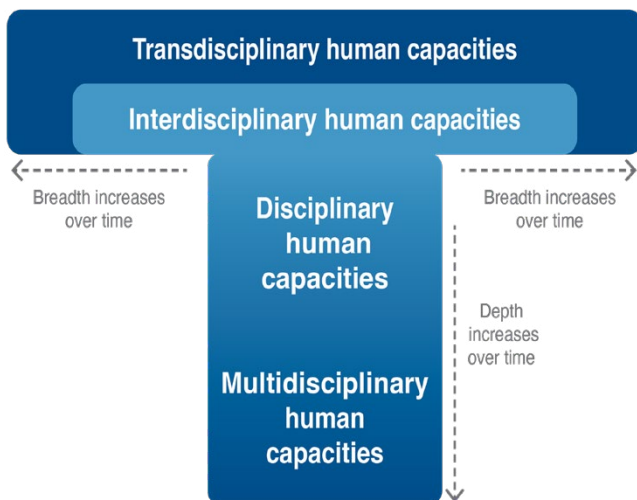 Transdisciplinary human capacities
Interdisciplinary human capacities
Breadth increases
over time
Breadth increases
over time
Disciplinary
human
capacities
Depth
increases
over time
Multidisciplinary
human
capacities